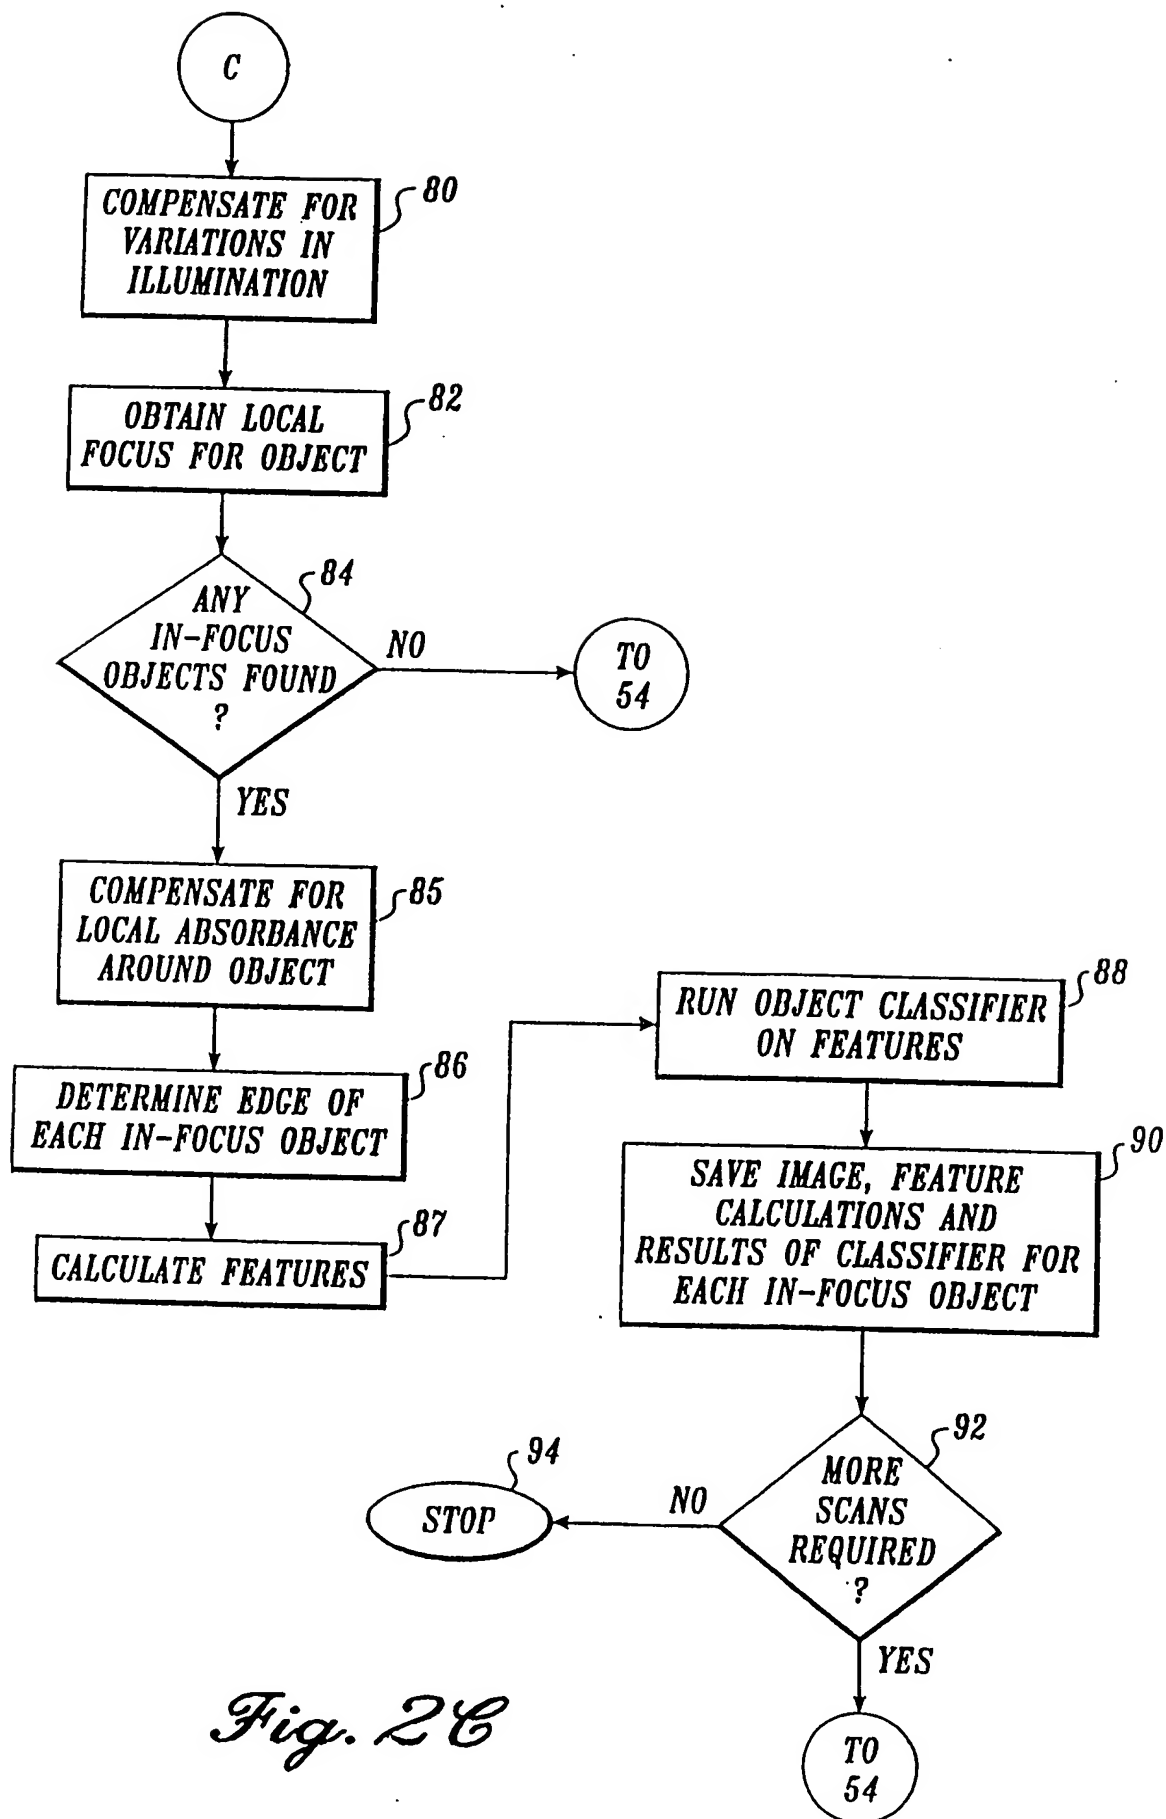 C
COMPENSATE FOR
VARIATIONS IN
ILLUMINATION
80
OBTAIN LOCAL
FOCUS FOR OBJECT
82
ANY
IN-FOCUS
OBJECTS FOUND
?
84
NO
TO
54
YES
COMPENSATE FOR
LOCAL ABSORBANCE
AROUND OBJECT
85
DETERMINE EDGE OF
EACH IN-FOCUS OBJECT
86
CALCULATE FEATURES
87
RUN OBJECT CLASSIFIER
ON FEATURES
88
SAVE IMAGE, FEATURE
CALCULATIONS AND
RESULTS OF CLASSIFIER FOR
EACH IN-FOCUS OBJECT
90
MORE
SCANS
REQUIRED
?
92
NO
STOP
94
YES
TO
54
Fig. 2C